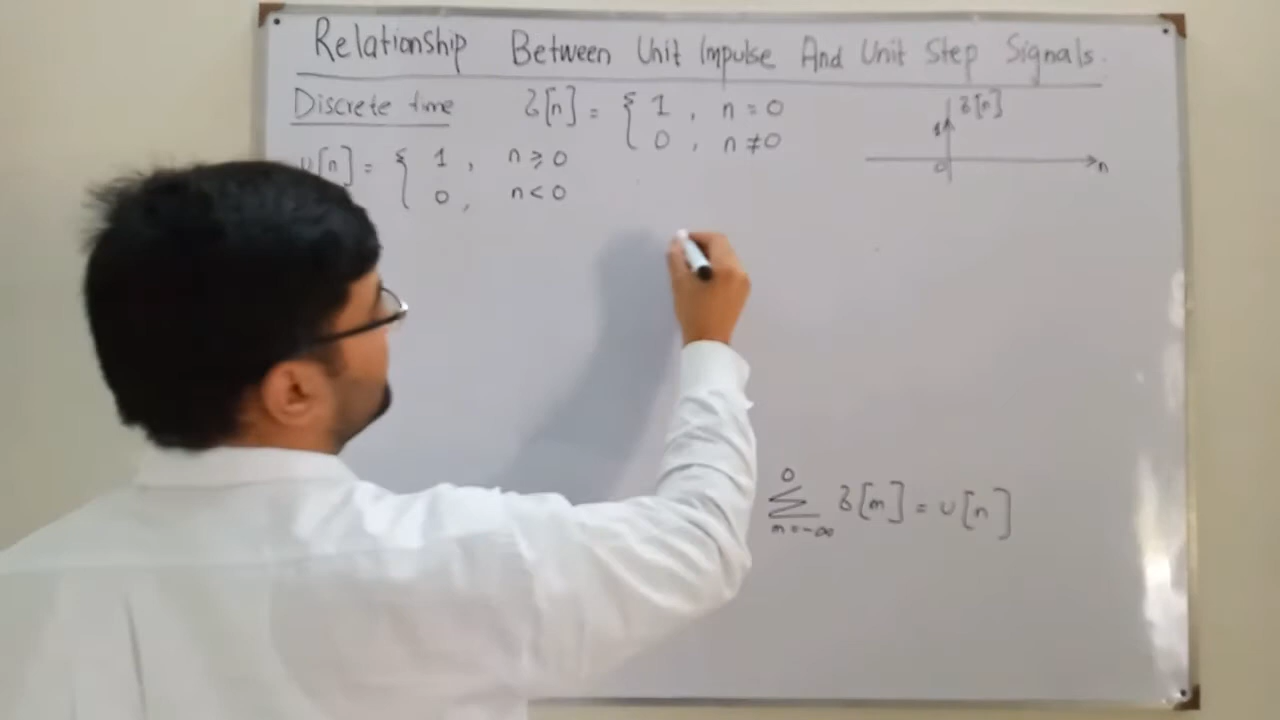 Relationship Between Unit Impulse And Unit Step Signals.
Discrete time
δ[n] = { 1 , n = 0
0 , n ≠ 0
u[n] = { 1 , n ≥ 0
0 , n < 0
δ[n]
1
0
n
0
∑ δ[m] = u[n]
m=-∞